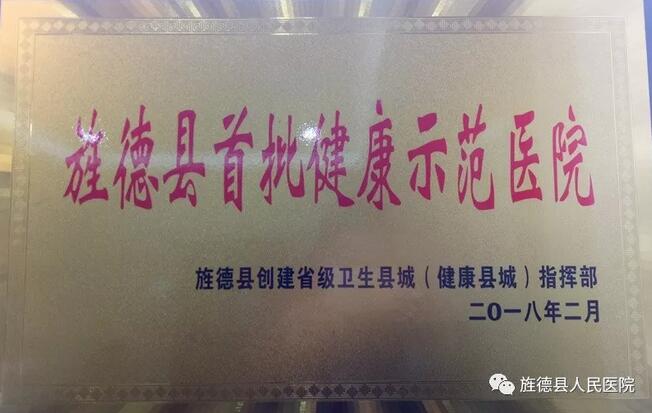 旌德县首批健康示范医院
旌德县创建省级卫生县城（健康县城）指挥部
二O一八年二月
旌德县人民医院